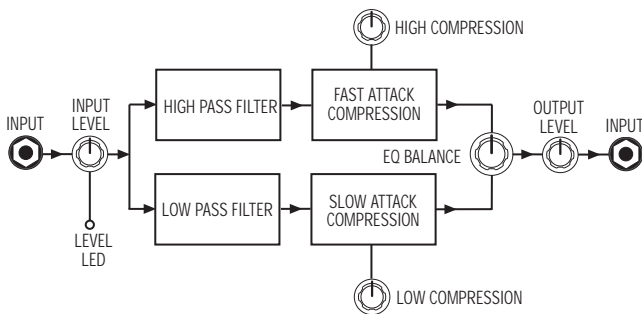 HIGH COMPRESSION
INPUT
INPUT
LEVEL
HIGH PASS FILTER
FAST ATTACK
COMPRESSION
EQ BALANCE
OUTPUT
LEVEL
INPUT
LOW PASS FILTER
SLOW ATTACK
COMPRESSION
LEVEL
LED
LOW COMPRESSION